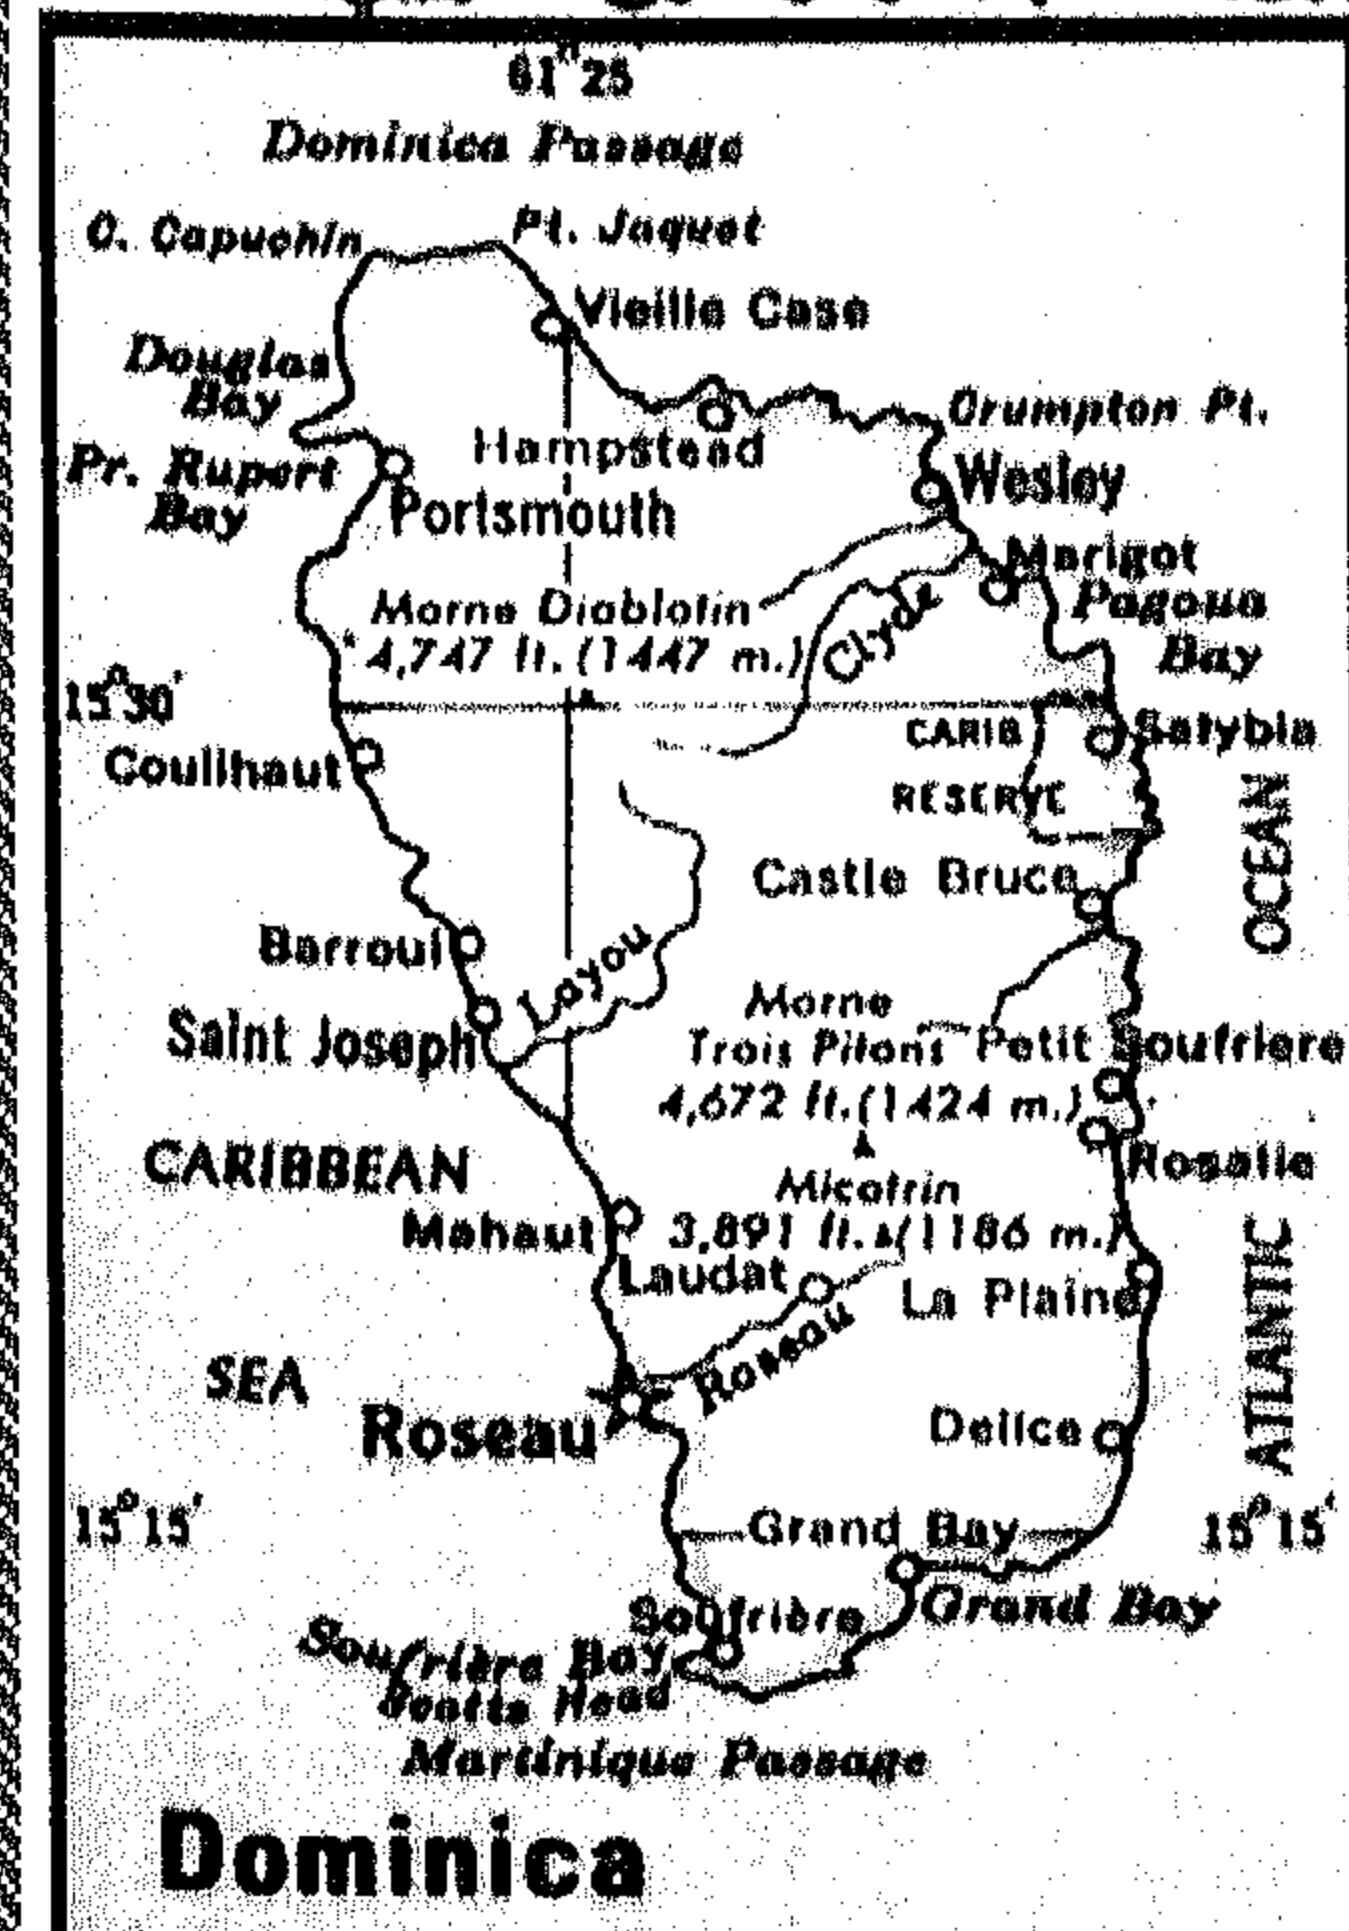 61°25
Dominica Passage
C. Capuchin
Pt. Jaquet
Vieille Case
Douglas
Bay
Crumpton Pt.
Hampstead
Pr. Rupert
Bay
Wesley
Portsmouth
Marigot
Morne Diablotin
4,747 ft. (1447 m.)
Clyde
Pagoua
Bay
15°30'
CARIB
RESERVE
Salybia
Coulihaut
OCEAN
Castle Bruce
Barroui
Layou
Saint Joseph
Morne
Trois Pitons
4,672 ft. (1424 m.)
Petit Soufriere
CARIBBEAN
Rosalie
Micotrin
3,891 ft. (1186 m.)
Mahaut
Laudat
La Plaine
ATLANTIC
SEA
Roseau
Roseau
Delice
15°15'
Grand Bay
15°15'
Grand Bay
Soufrière
Soufrière Bay
Scotts Head
Martinique Passage
Dominica